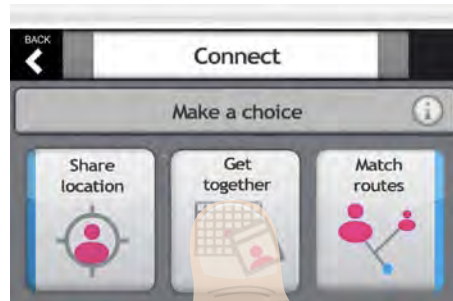 BACK
Connect
Make a choice
i
Share
location
Get
together
Match
routes